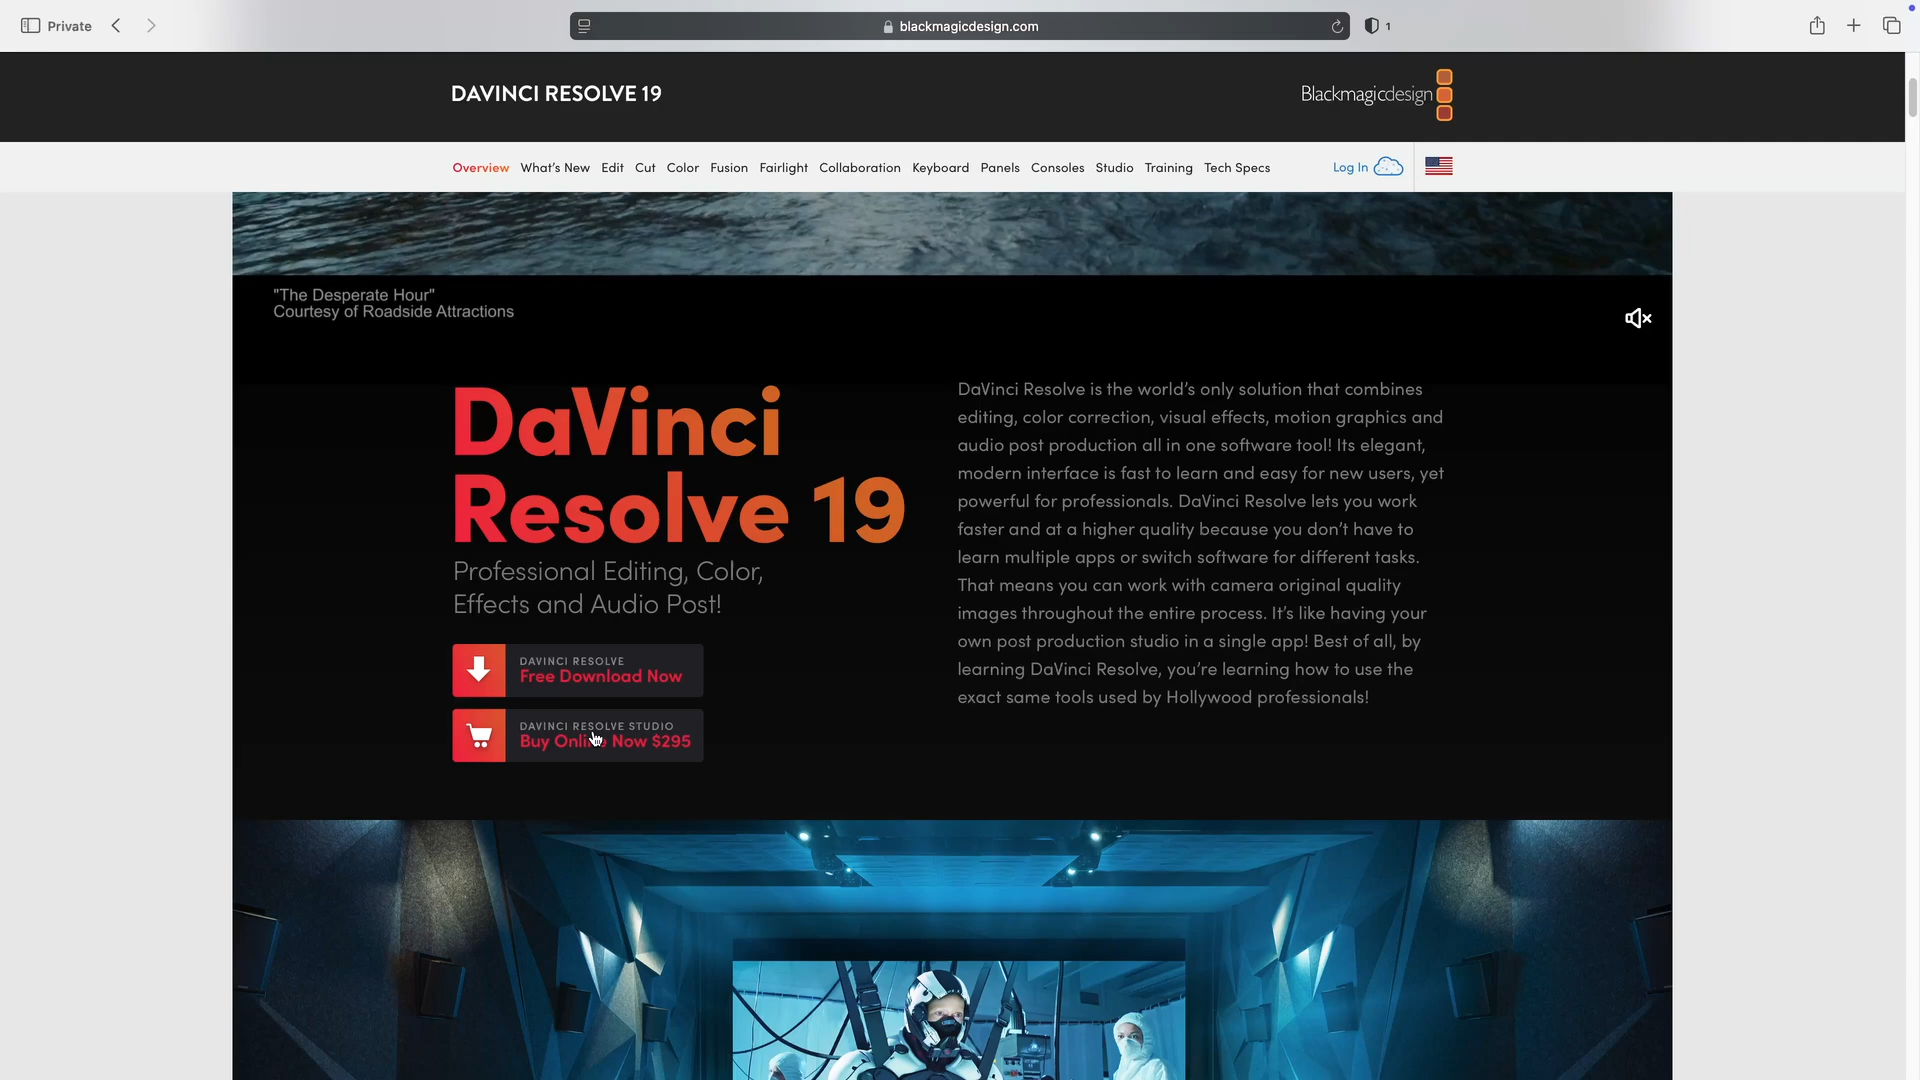 Private
blackmagicdesign.com
1
DAVINCI RESOLVE 19
Blackmagicdesign
Overview What's New Edit Cut Color Fusion Fairlight Collaboration Keyboard Panels Consoles Studio Training Tech Specs Log In
"The Desperate Hour"
Courtesy of Roadside Attractions
DaVinci
Resolve 19
Professional Editing, Color,
Effects and Audio Post!
DAVINCI RESOLVE
Free Download Now
DAVINCI RESOLVE STUDIO
Buy Online Now $295
DaVinci Resolve is the world's only solution that combines
editing, color correction, visual effects, motion graphics and
audio post production all in one software tool! Its elegant,
modern interface is fast to learn and easy for new users, yet
powerful for professionals. DaVinci Resolve lets you work
faster and at a higher quality because you don't have to
learn multiple apps or switch software for different tasks.
That means you can work with camera original quality
images throughout the entire process. It's like having your
own post production studio in a single app! Best of all, by
learning DaVinci Resolve, you're learning how to use the
exact same tools used by Hollywood professionals!